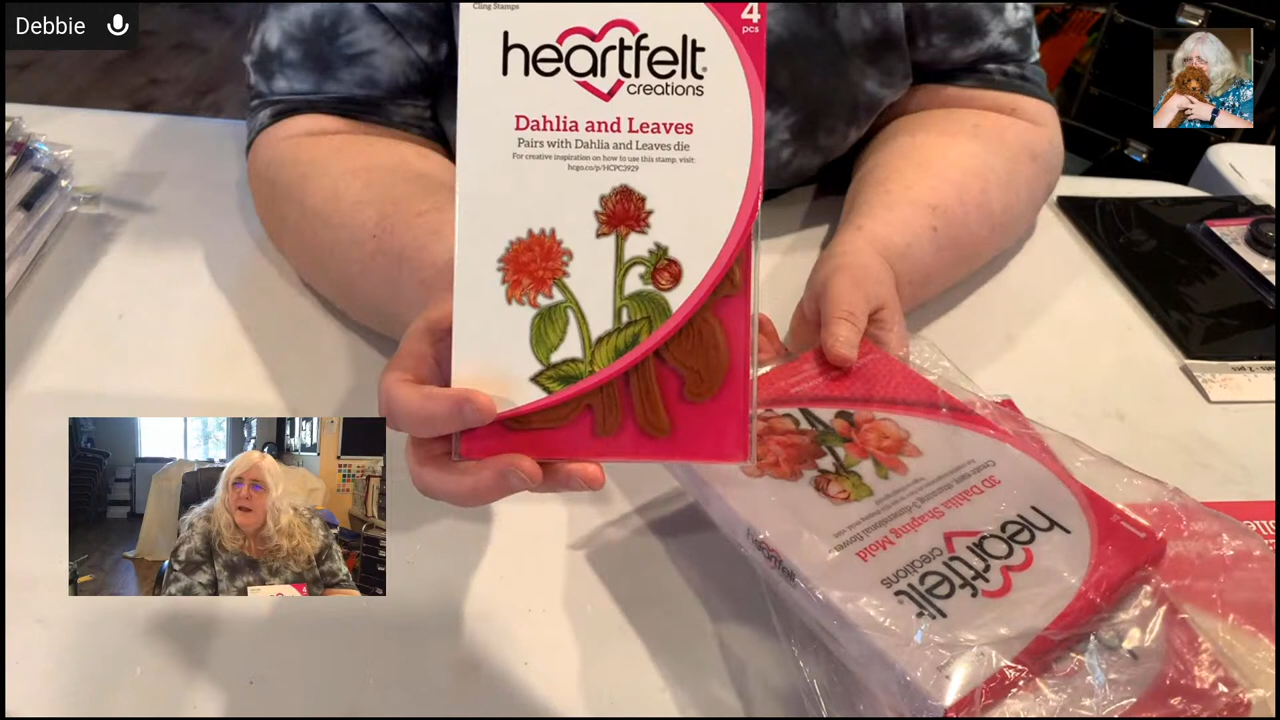 Debbie
Cling Stamps
4
pcs
heartfelt
creations
Dahlia and Leaves
Pairs with Dahlia and Leaves die
For creative inspiration on how to use this stamp, visit:
hcgo.co/p/HCPC3929
heartfelt
creations
3D Dahlia Shaping Mold